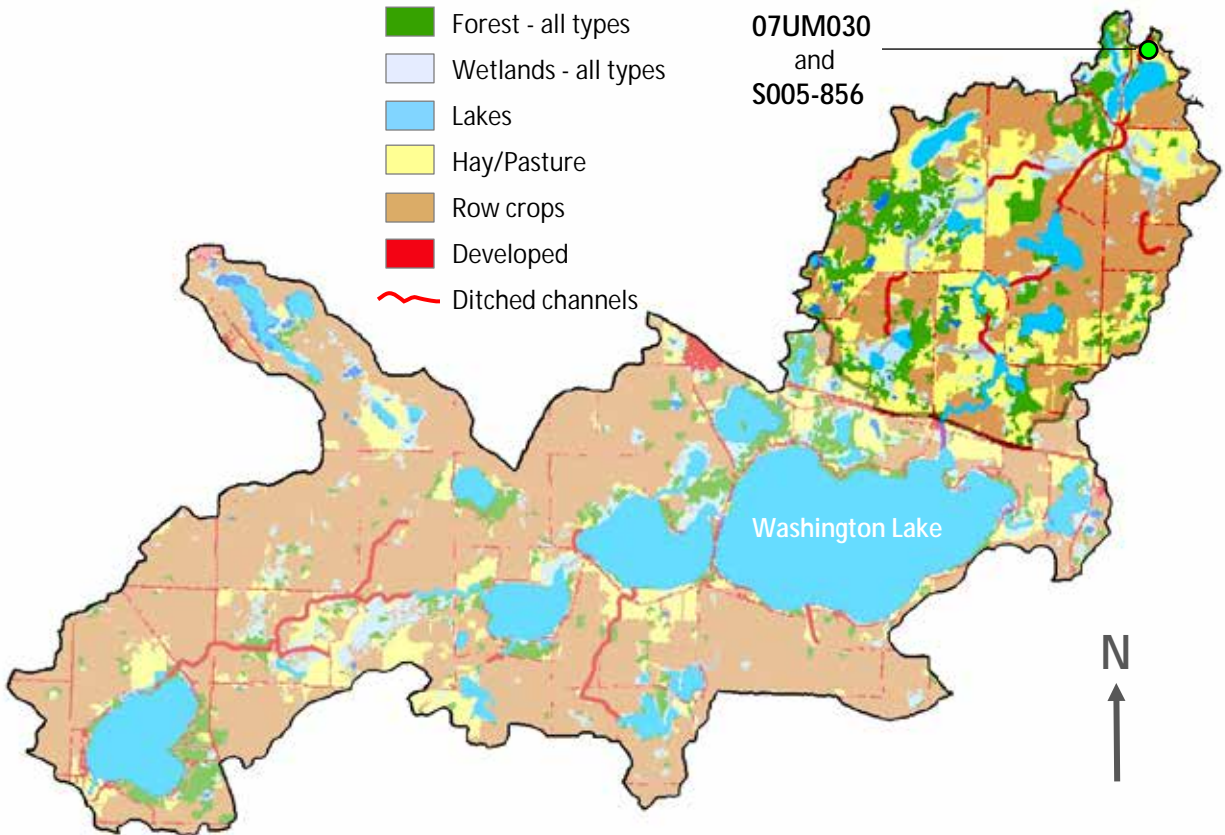 Forest - all types
Wetlands - all types
Lakes
Hay/Pasture
Row crops
Developed
Ditched channels
07UM030
and
S005-856
Washington Lake
N